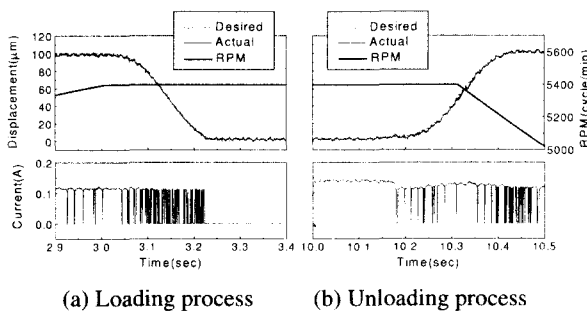 Desired
Actual
RPM
Desired
Actual
RPM
Displacement(μm)
120
100
80
60
40
20
0
5600
5400
5200
5000
RPM(cycle/min)
Current(A)
0.2
0.1
0.0
2.9 3.0 3.1 3.2 3.3 3.4
Time(sec)
10.0 10.1 10.2 10.3 10.4 10.5
Time(sec)
(a) Loading process
(b) Unloading process